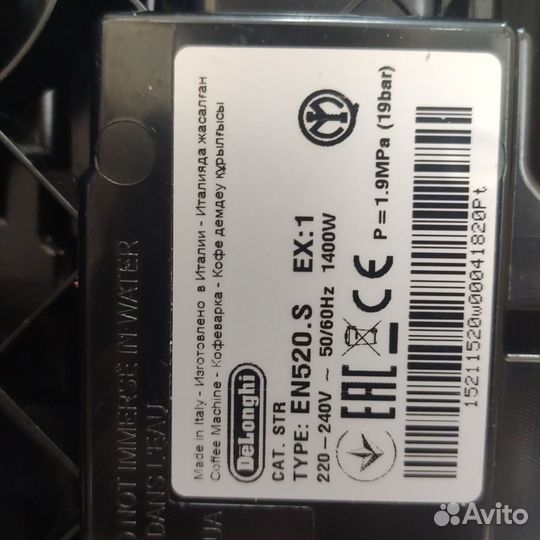 Made in Italy - Изготовлено в Италии - Италияда жасалған
Coffee Machine - Кофеварка - Кофе демдеу құрылғысы
DeLonghi
CAT. STR
TYPE: EN520.S EX:1
220-240V ~ 50/60Hz 1400W
P=1.9MPa (19bar)
EAC CE
15211520w00041820Pt
NOT IMMERSE IN WATER
DANS L'EAU
UA
Avito